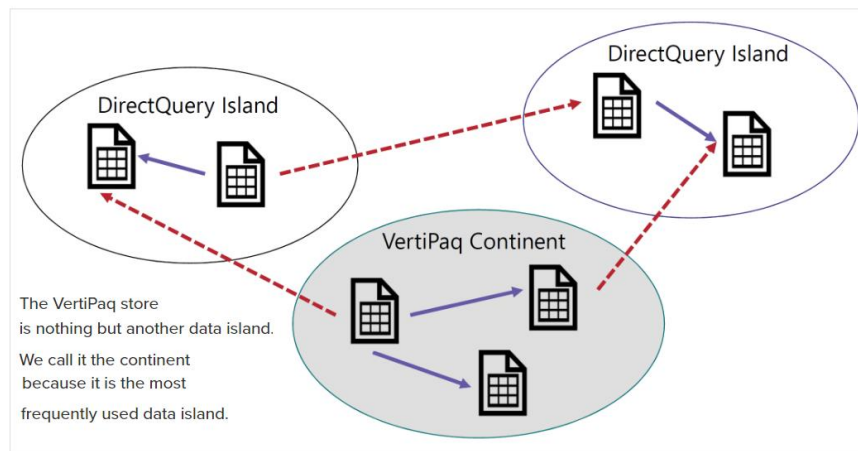 DirectQuery Island
DirectQuery Island
VertiPaq Continent
The VertiPaq store
is nothing but another data island.
We call it the continent
because it is the most
frequently used data island.